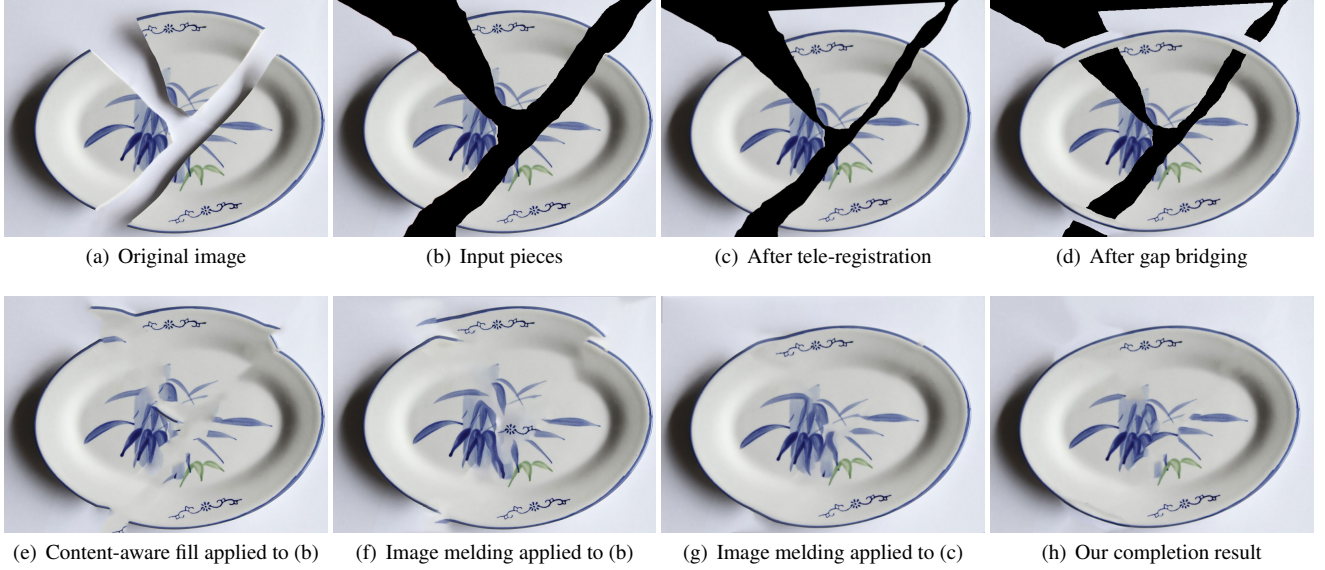 (a) Original image
(b) Input pieces
(c) After tele-registration
(d) After gap bridging
(e) Content-aware fill applied to (b)
(f) Image melding applied to (b)
(g) Image melding applied to (c)
(h) Our completion result